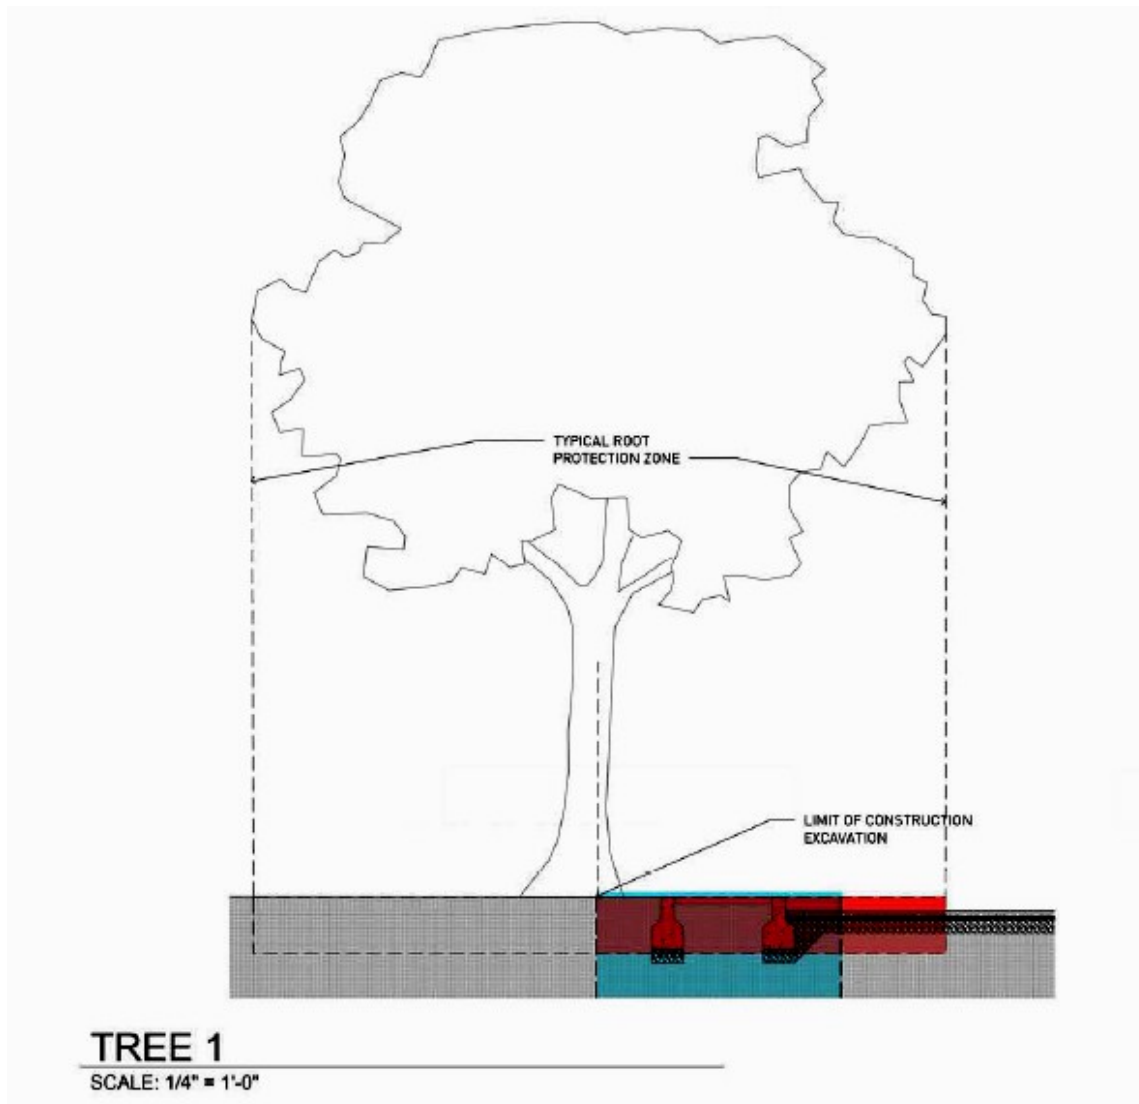 TYPICAL ROOT
PROTECTION ZONE
LIMIT OF CONSTRUCTION
EXCAVATION
TREE 1
SCALE: 1/4" = 1'-0"